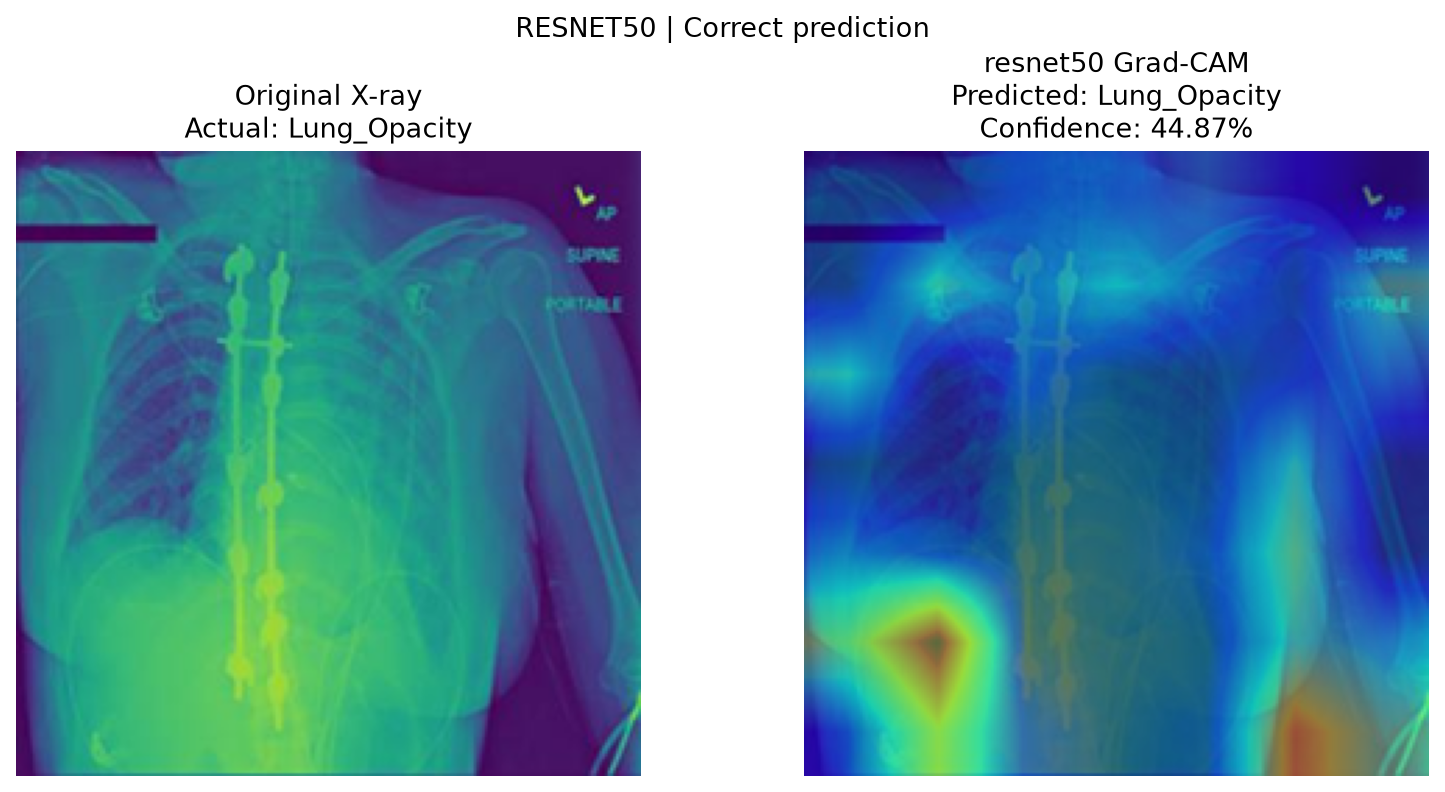 RESNET50 | Correct prediction
Original X-ray
Actual: Lung_Opacity
resnet50 Grad-CAM
Predicted: Lung_Opacity
Confidence: 44.87%
AP
SUPINE
PORTABLE
AP
SUPINE
PORTABLE